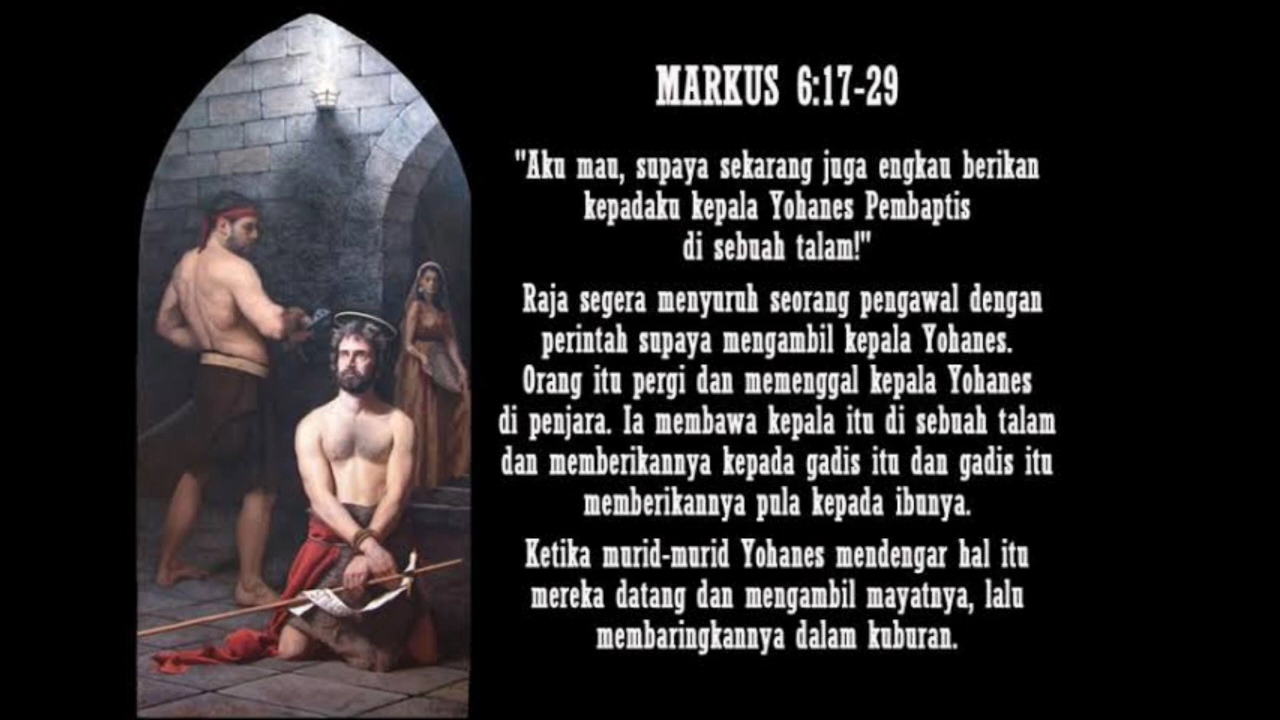 MARKUS 6:17-29
"Aku mau, supaya sekarang juga engkau berikan
kepadaku kepala Yohanes Pembaptis
di sebuah talam!"
Raja segera menyuruh seorang pengawal dengan
perintah supaya mengambil kepala Yohanes.
Orang itu pergi dan memenggal kepala Yohanes
di penjara. Ia membawa kepala itu di sebuah talam
dan memberikannya kepada gadis itu dan gadis itu
memberikannya pula kepada ibunya.
Ketika murid-murid Yohanes mendengar hal itu
mereka datang dan mengambil mayatnya, lalu
membaringkannya dalam kuburan.